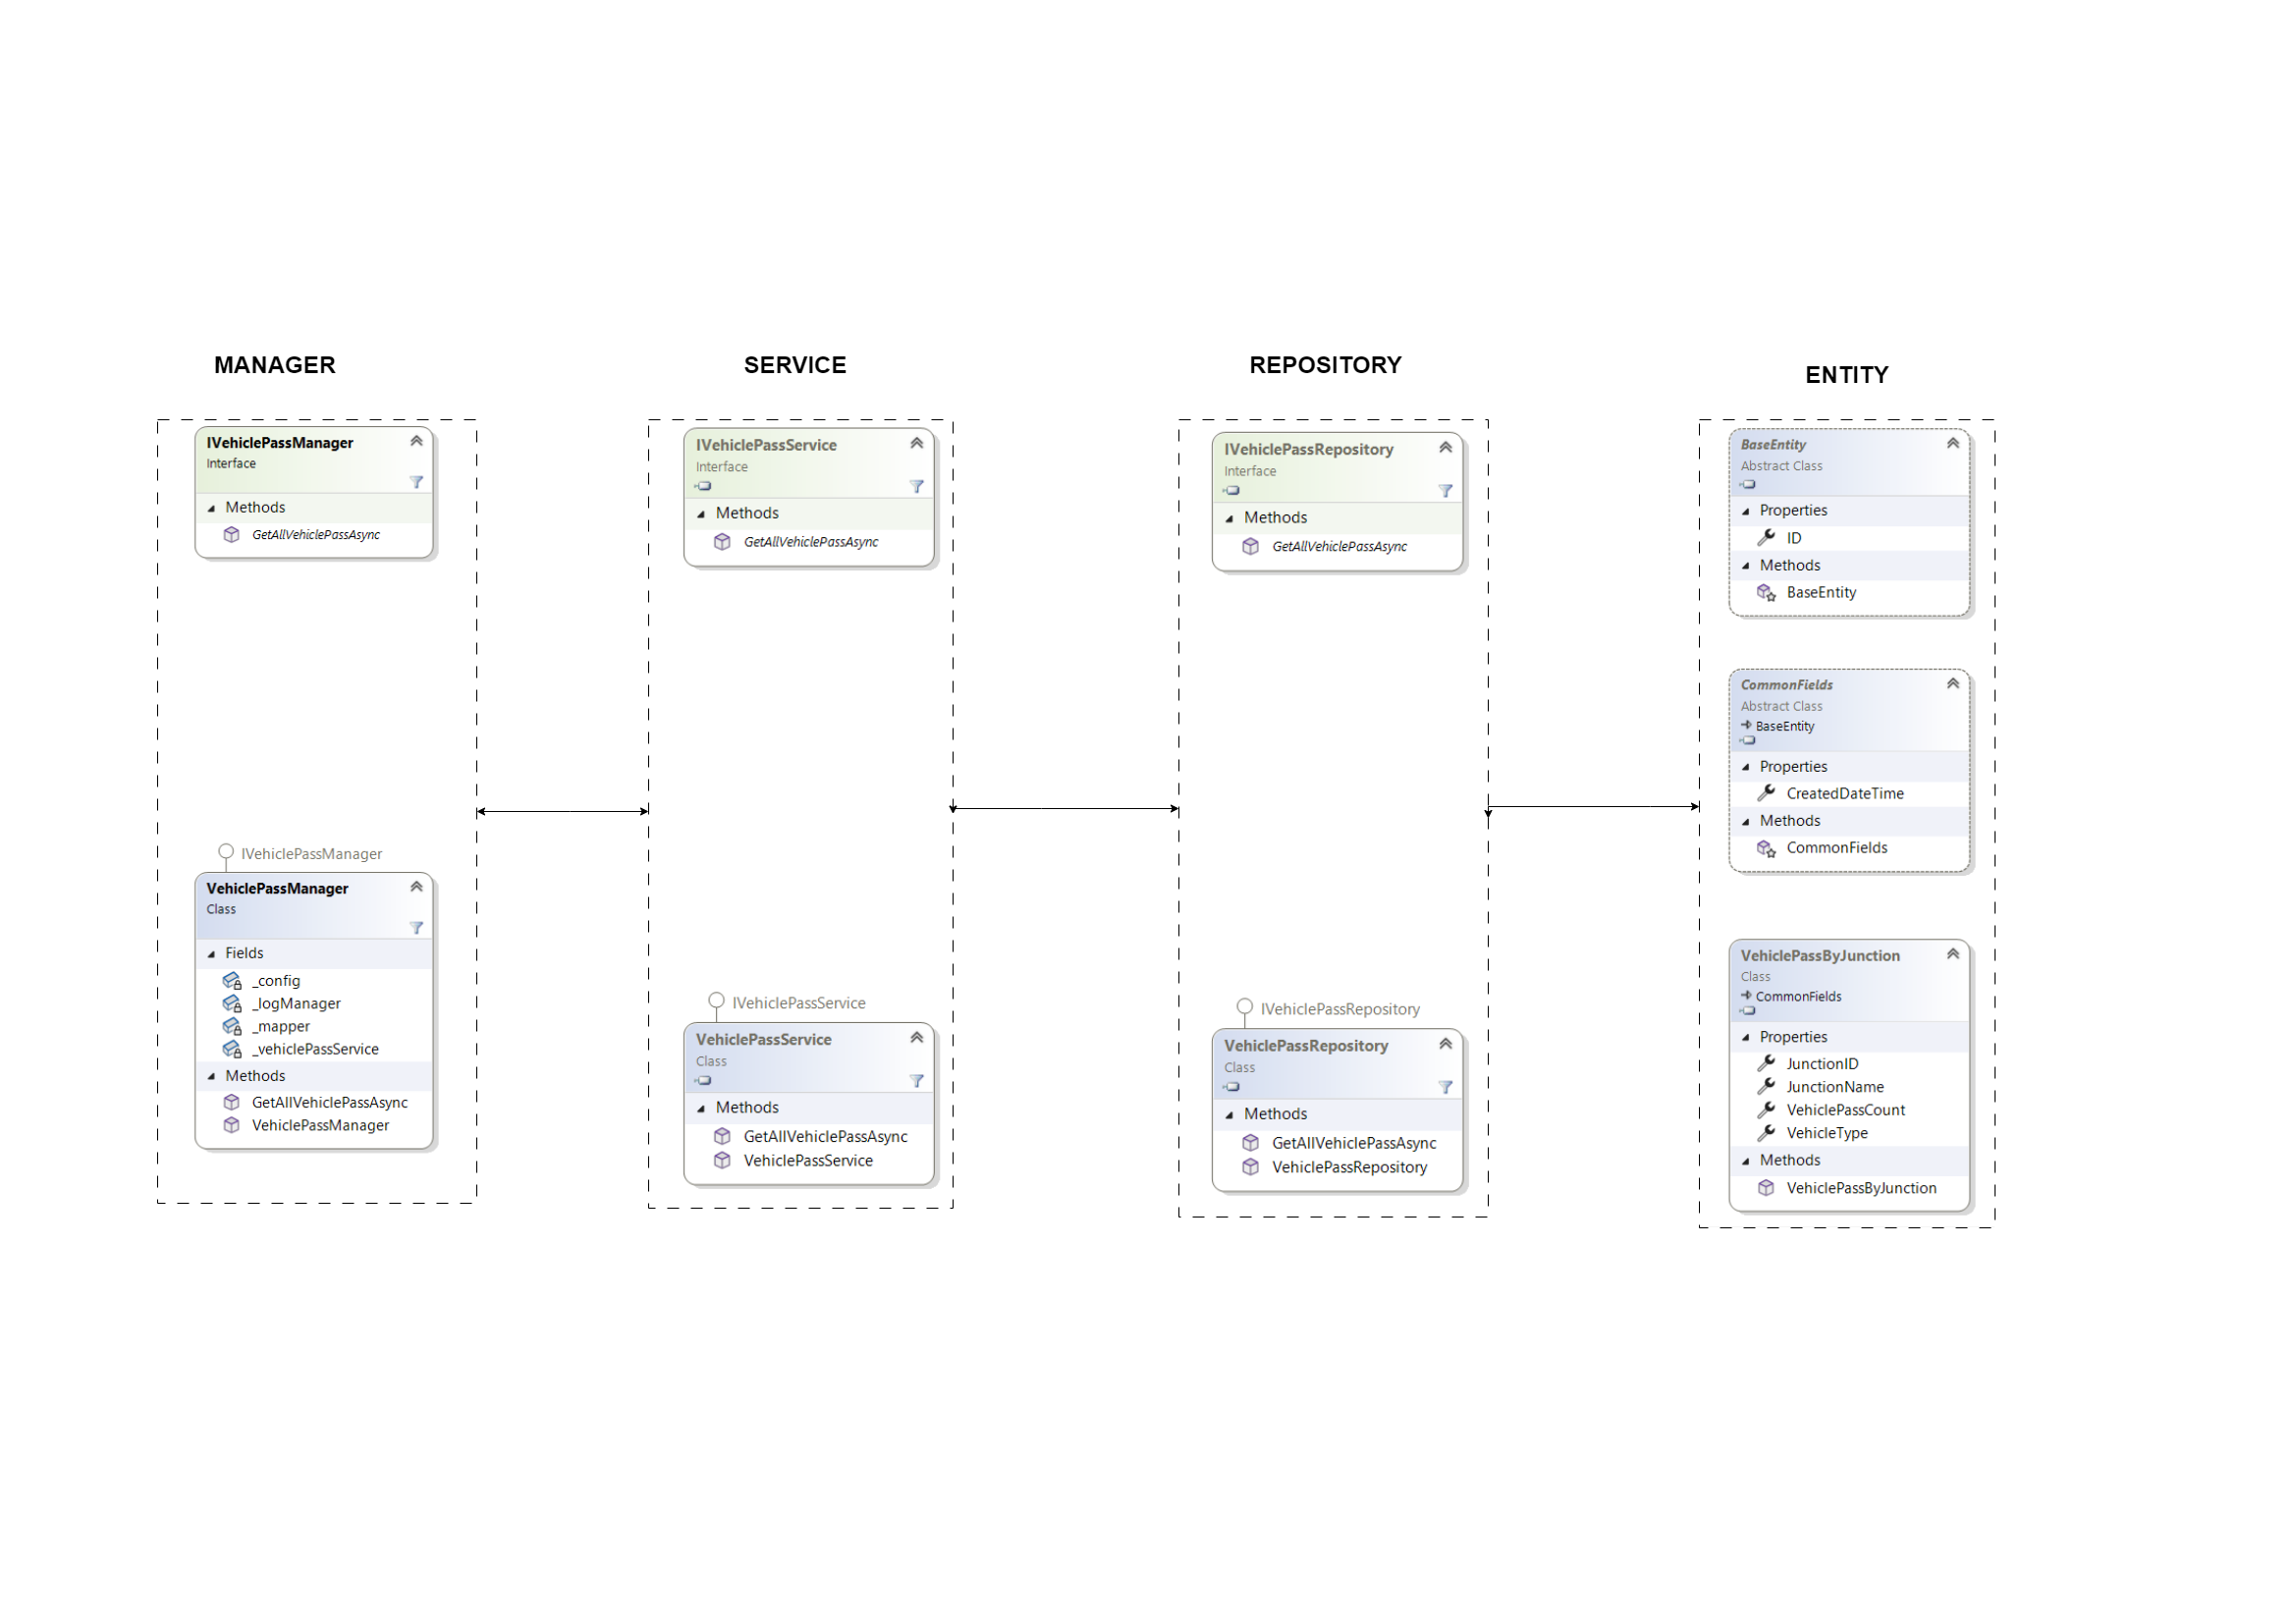 MANAGER
IVehiclePassManager
Interface
Methods
GetAllVehiclePassAsync
IVehiclePassManager
VehiclePassManager
Class
Fields
_config
_logManager
_mapper
_vehiclePassService
Methods
GetAllVehiclePassAsync
VehiclePassManager
SERVICE
IVehiclePassService
Interface
Methods
GetAllVehiclePassAsync
IVehiclePassService
VehiclePassService
Class
Methods
GetAllVehiclePassAsync
VehiclePassService
REPOSITORY
IVehiclePassRepository
Interface
Methods
GetAllVehiclePassAsync
IVehiclePassRepository
VehiclePassRepository
Class
Methods
GetAllVehiclePassAsync
VehiclePassRepository
ENTITY
BaseEntity
Abstract Class
Properties
ID
Methods
BaseEntity
CommonFields
Abstract Class
BaseEntity
Properties
CreatedDateTime
Methods
CommonFields
VehiclePassByJunction
Class
CommonFields
Properties
JunctionID
JunctionName
VehiclePassCount
VehicleType
Methods
VehiclePassByJunction